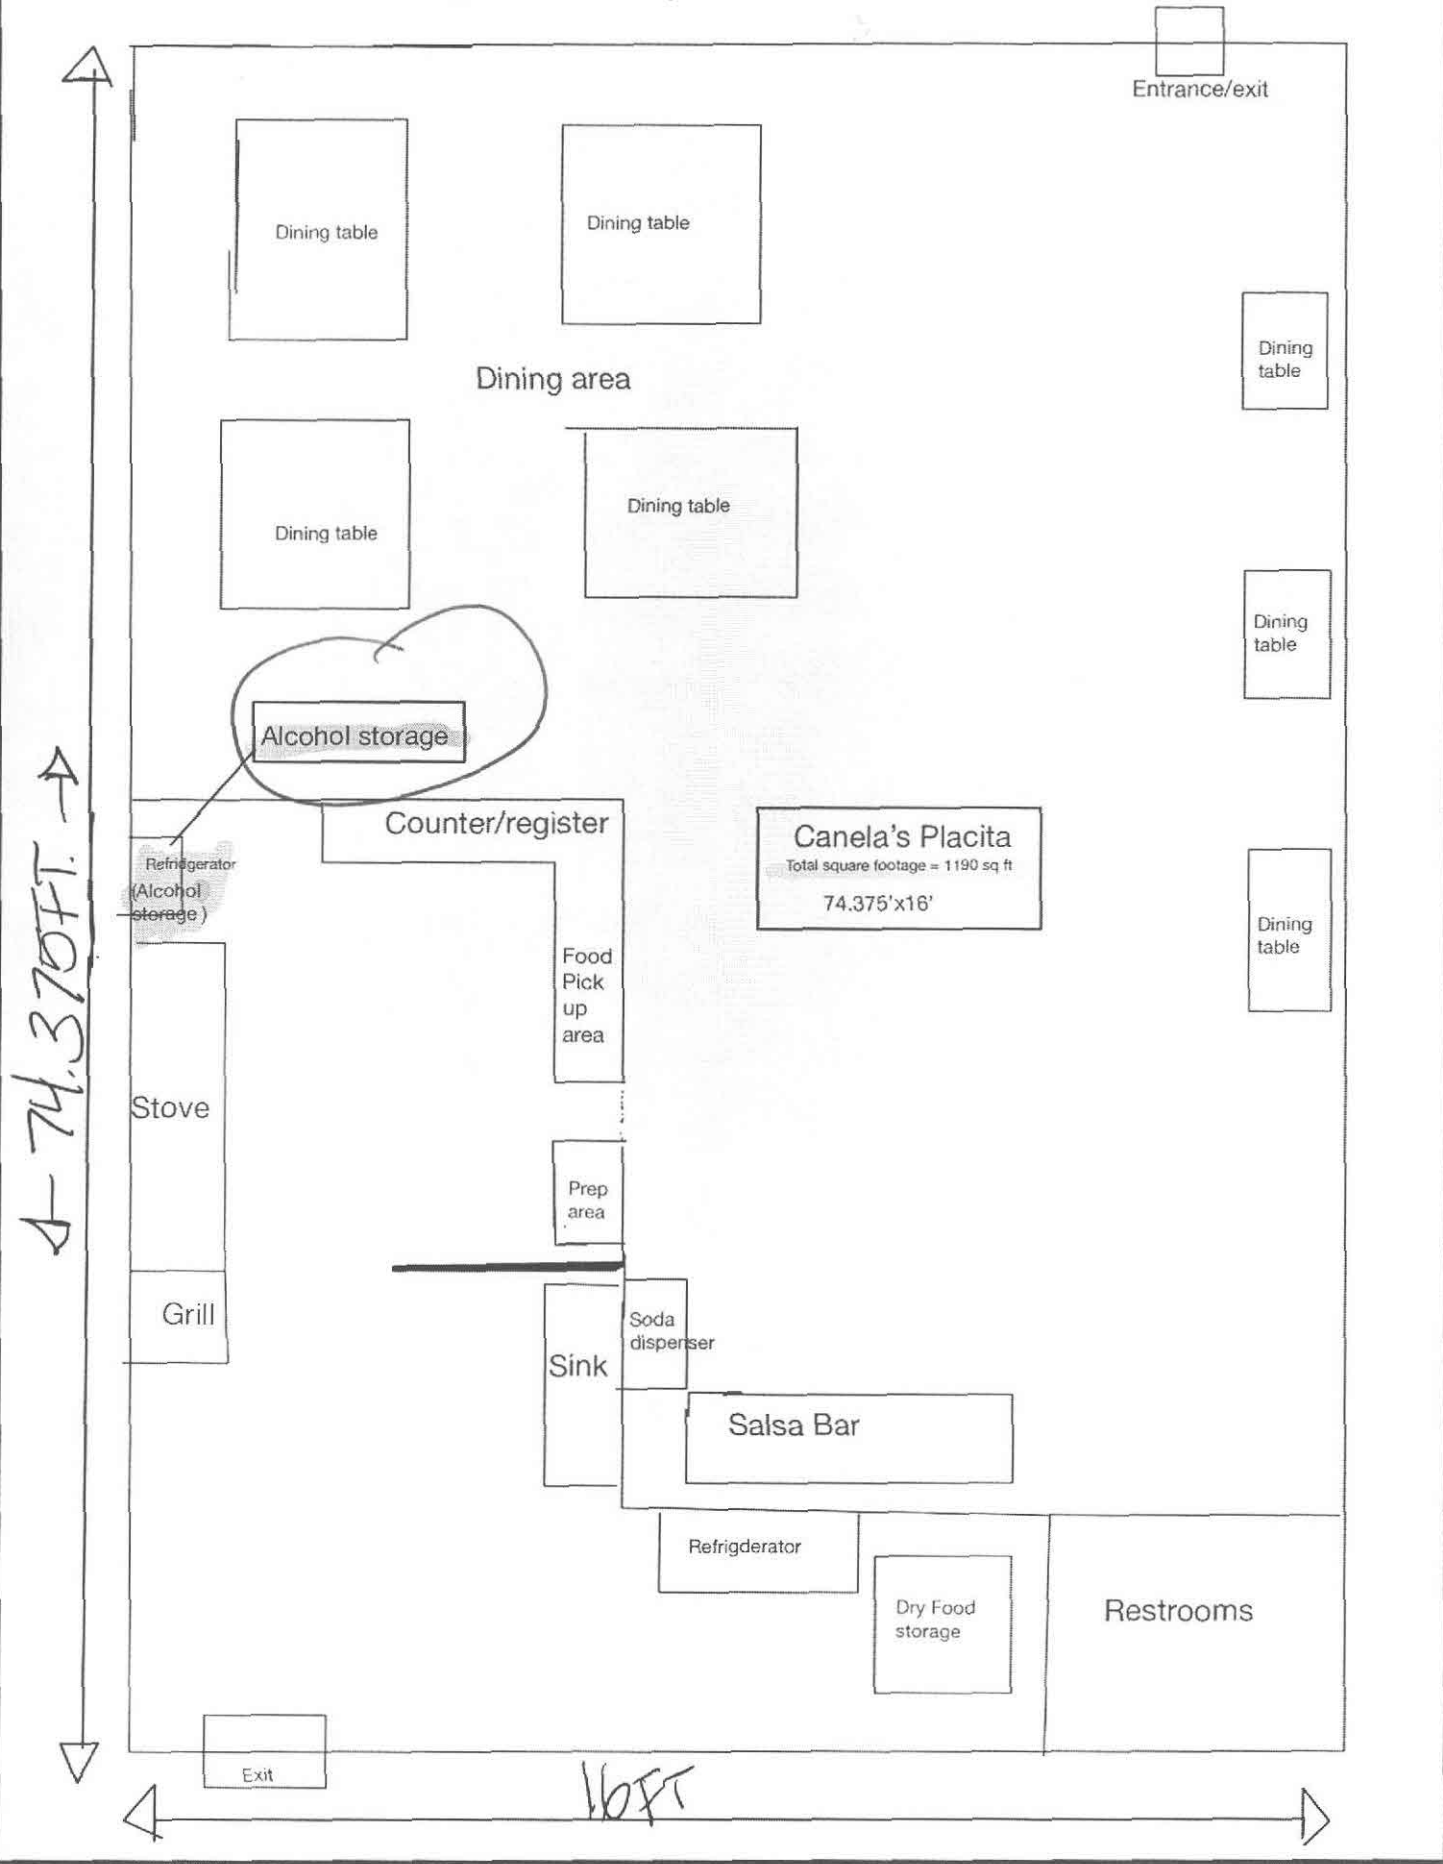 Entrance/exit
Dining table
Dining table
Dining
table
Dining area
Dining table
Dining table
Dining
table
Alcohol storage
Counter/register
Canela's Placita
Total square footage = 1190 sq ft
74.375'x16'
Refridgerator
(Alcohol
storage)
Dining
table
Food
Pick
up
area
74.375FT.
Stove
Prep
area
Grill
Soda
dispenser
Sink
Salsa Bar
Refrigderator
Dry Food
storage
Restrooms
Exit
16FT